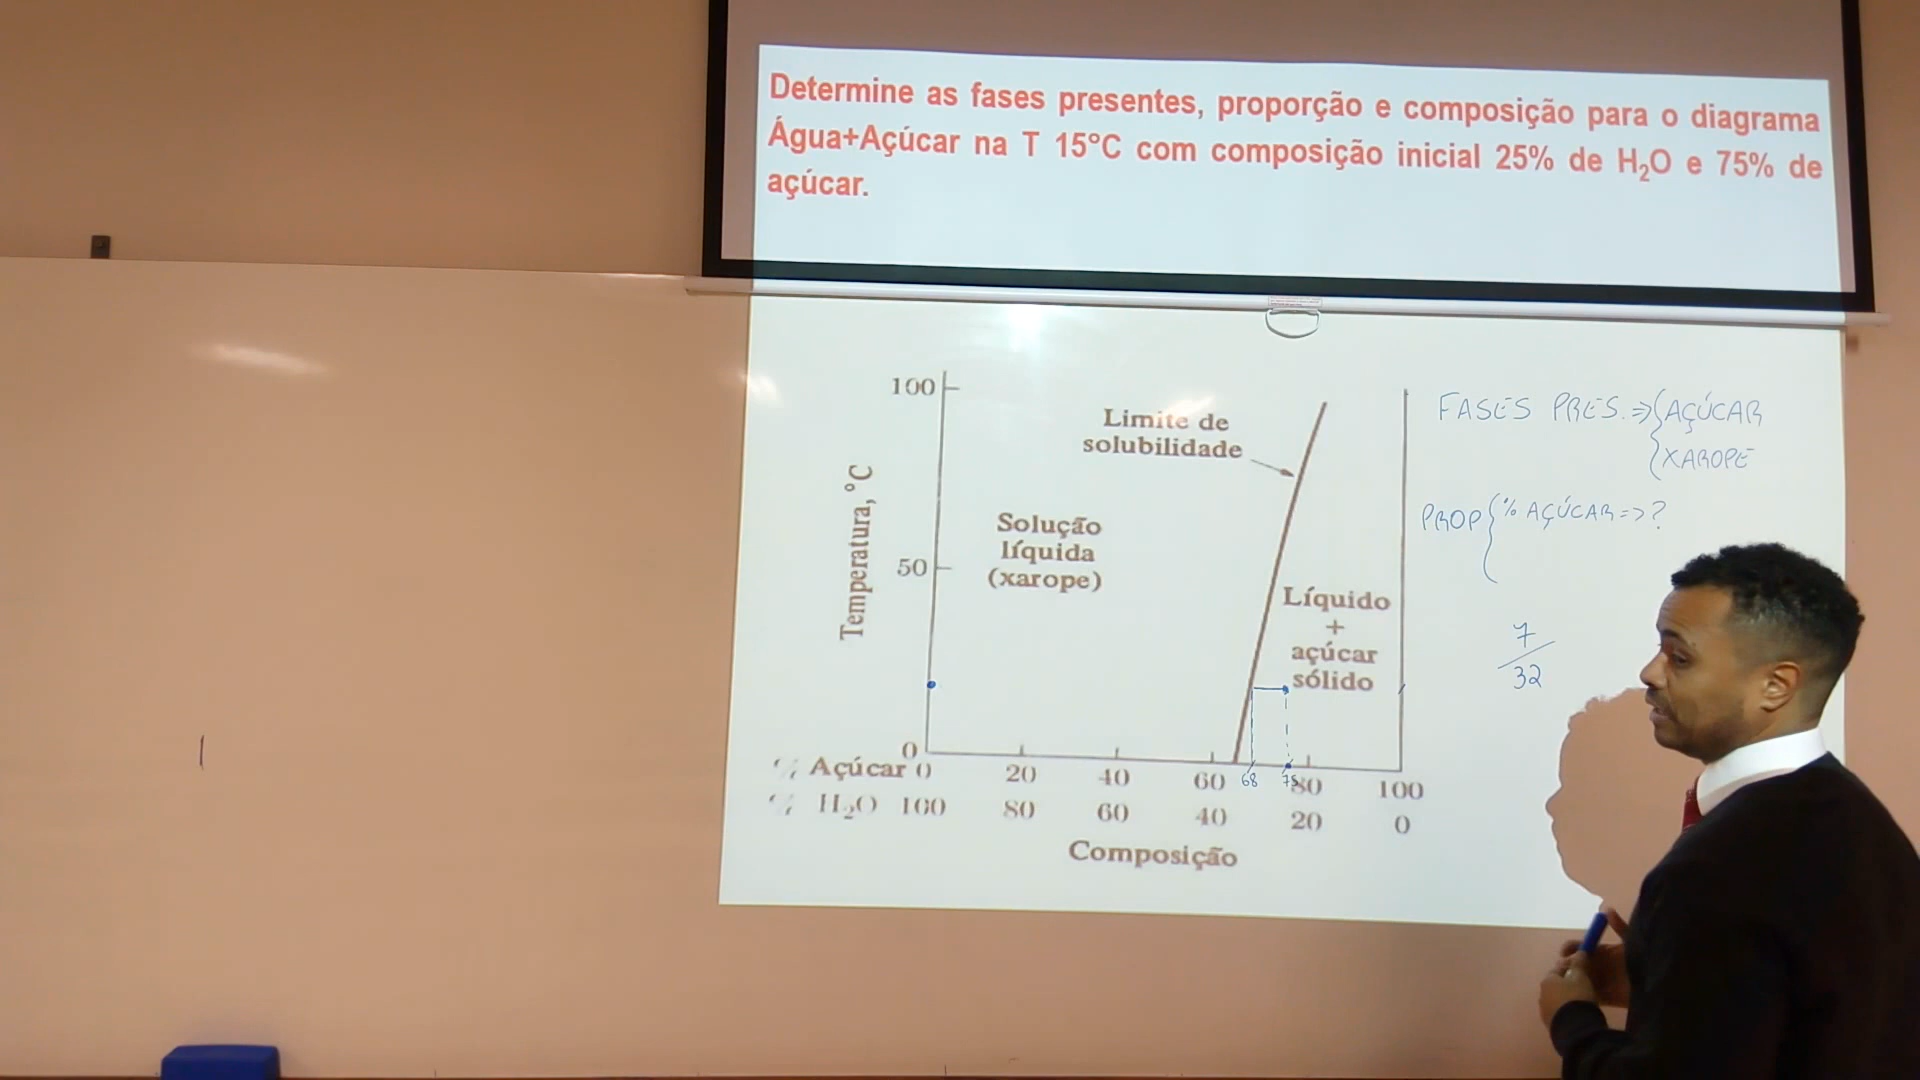 Determine as fases presentes, proporção e composição para o diagrama
Água+Açúcar na T 15°C com composição inicial 25% de H₂O e 75% de
açúcar.
100
Limite de
solubilidade
Temperatura, °C
Solução
líquida
(xarope)
50
Líquido
+
açúcar
sólido
0
% Açúcar 0 20 40 60 68 75 80 100
% H₂O 100 80 60 40 20 0
Composição
FASES PRES. => { AÇÚCAR
{ XAROPE
PROP { % AÇÚCAR => ?
7
32